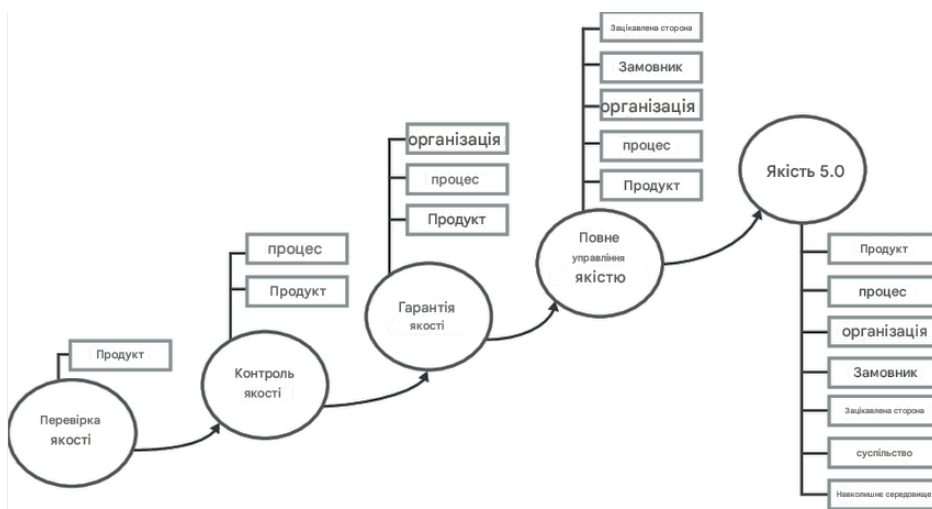 Перевірка
якості
Продукт
Контроль
якості
процес
Продукт
Гарантія
якості
організація
процес
Продукт
Повне
управління
якістю
Зацікавлена сторона
Замовник
організація
процес
Продукт
Якість 5.0
Продукт
процес
організація
Замовник
Зацікавлена сторона
суспільство
Навколишнє середовище